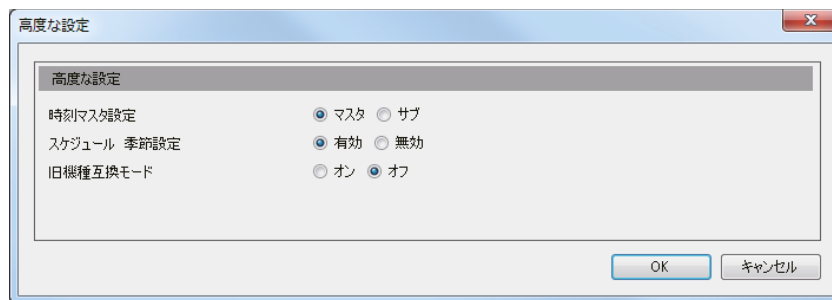 高度な設定
高度な設定
時刻マスタ設定 マスタ サブ
スケジュール 季節設定 有効 無効
旧機種互換モード オン オフ
OK キャンセル